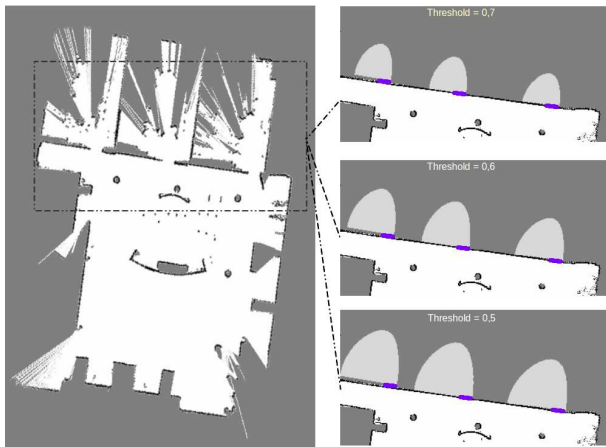 Threshold = 0,7
Threshold = 0,6
Threshold = 0,5